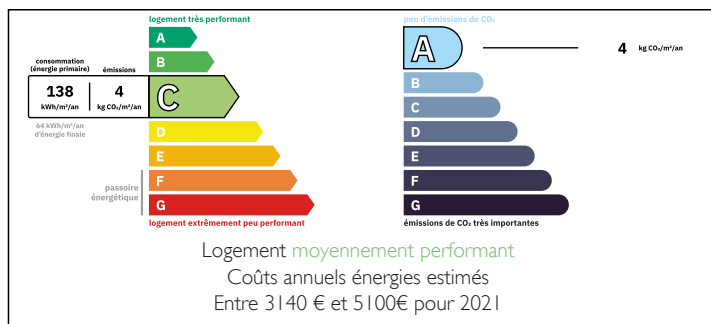 logement très performant
A
B
consommation
(énergie primaire)
émissions
138
kWh/m²/an
4
kg CO₂/m²/an
C
64 kWh/m²/an
d'énergie finale
D
E
passoire
énergétique
F
G
logement extrêmement peu performant
peu d'émissions de CO₂
A
4 kg CO₂/m²/an
B
C
D
E
F
G
émissions de CO₂ très importantes
Logement moyennement performant
Coûts annuels énergies estimés
Entre 3140 € et 5100€ pour 2021